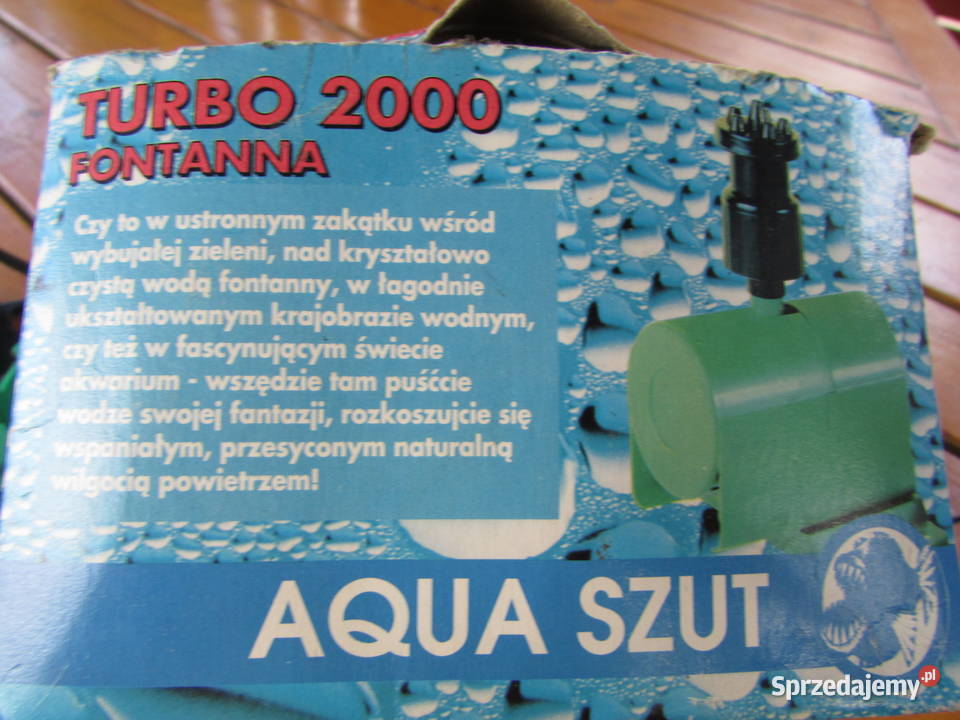 TURBO 2000
FONTANNA
Czy to w ustronnym zakątku wśród
wybujałej zieleni, nad kryształowo
czystą wodą fontanny, w łagodnie
ukształtowanym krajobrazie wodnym,
czy też w fascynującym świecie
akwarium - wszędzie tam puśćcie
wodze swojej fantazji, rozkoszujcie się
wspaniałym, przesyconym naturalną
wilgocią powietrzem!
AQUA SZUT
Sprzedajemy.pl